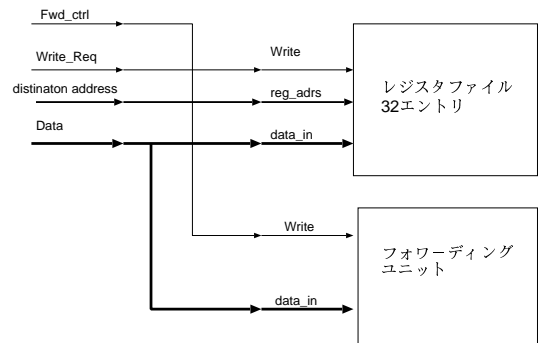 Fwd_ctrl
Write_Req
Write
distinaton address
reg_adrs
Data
data_in
レジスタファイル
32エントリ
Write
data_in
フォワーディング
ユニット